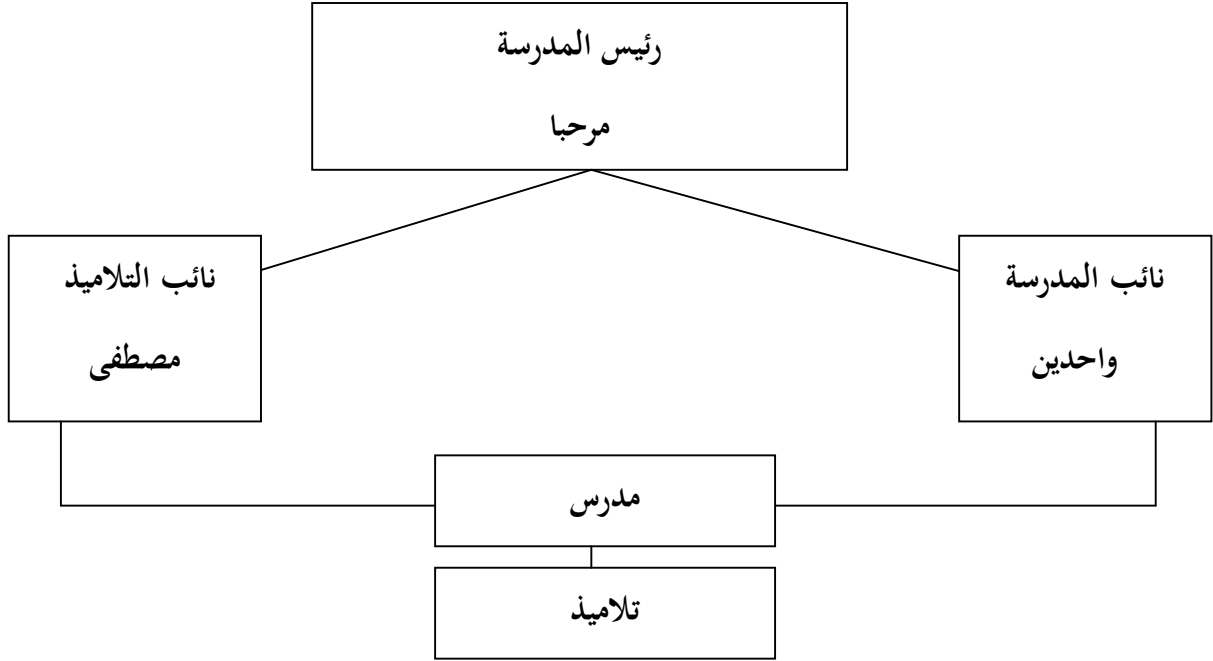 رئيس المدرسة
مرحبا
نائب المدرسة
واحدين
نائب التلاميذ
مصطفى
مدرس
تلاميذ